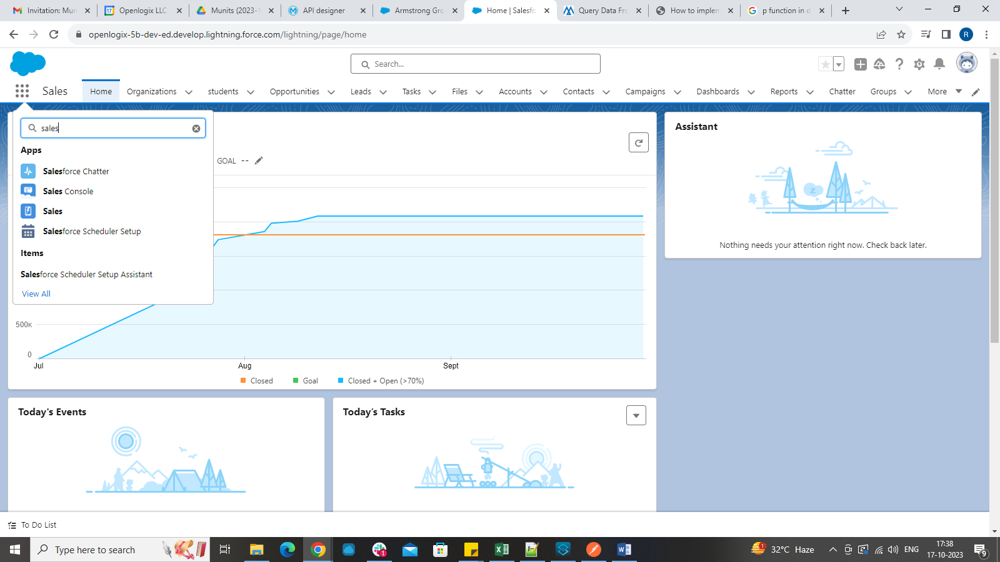 Invitation: Mun
Openlogix LLC
Munits (2023-1
API designer
Armstrong Gro
Home | Salesfo
Query Data Fro
How to implem
p function in d
openlogix-5b-dev-ed.develop.lightning.force.com/lightning/page/home
R
Search...
Sales
Home
Organizations
students
Opportunities
Leads
Tasks
Files
Accounts
Contacts
Campaigns
Dashboards
Reports
Chatter
Groups
More
sales
Apps
Salesforce Chatter
Sales Console
Sales
Salesforce Scheduler Setup
Items
Salesforce Scheduler Setup Assistant
View All
GOAL --
500K
0
Jul
Aug
Sept
Closed
Goal
Closed + Open (>70%)
Assistant
Nothing needs your attention right now. Check back later.
Today's Events
Today's Tasks
To Do List
Type here to search
32°C Haze
ENG
17:38
17-10-2023
9